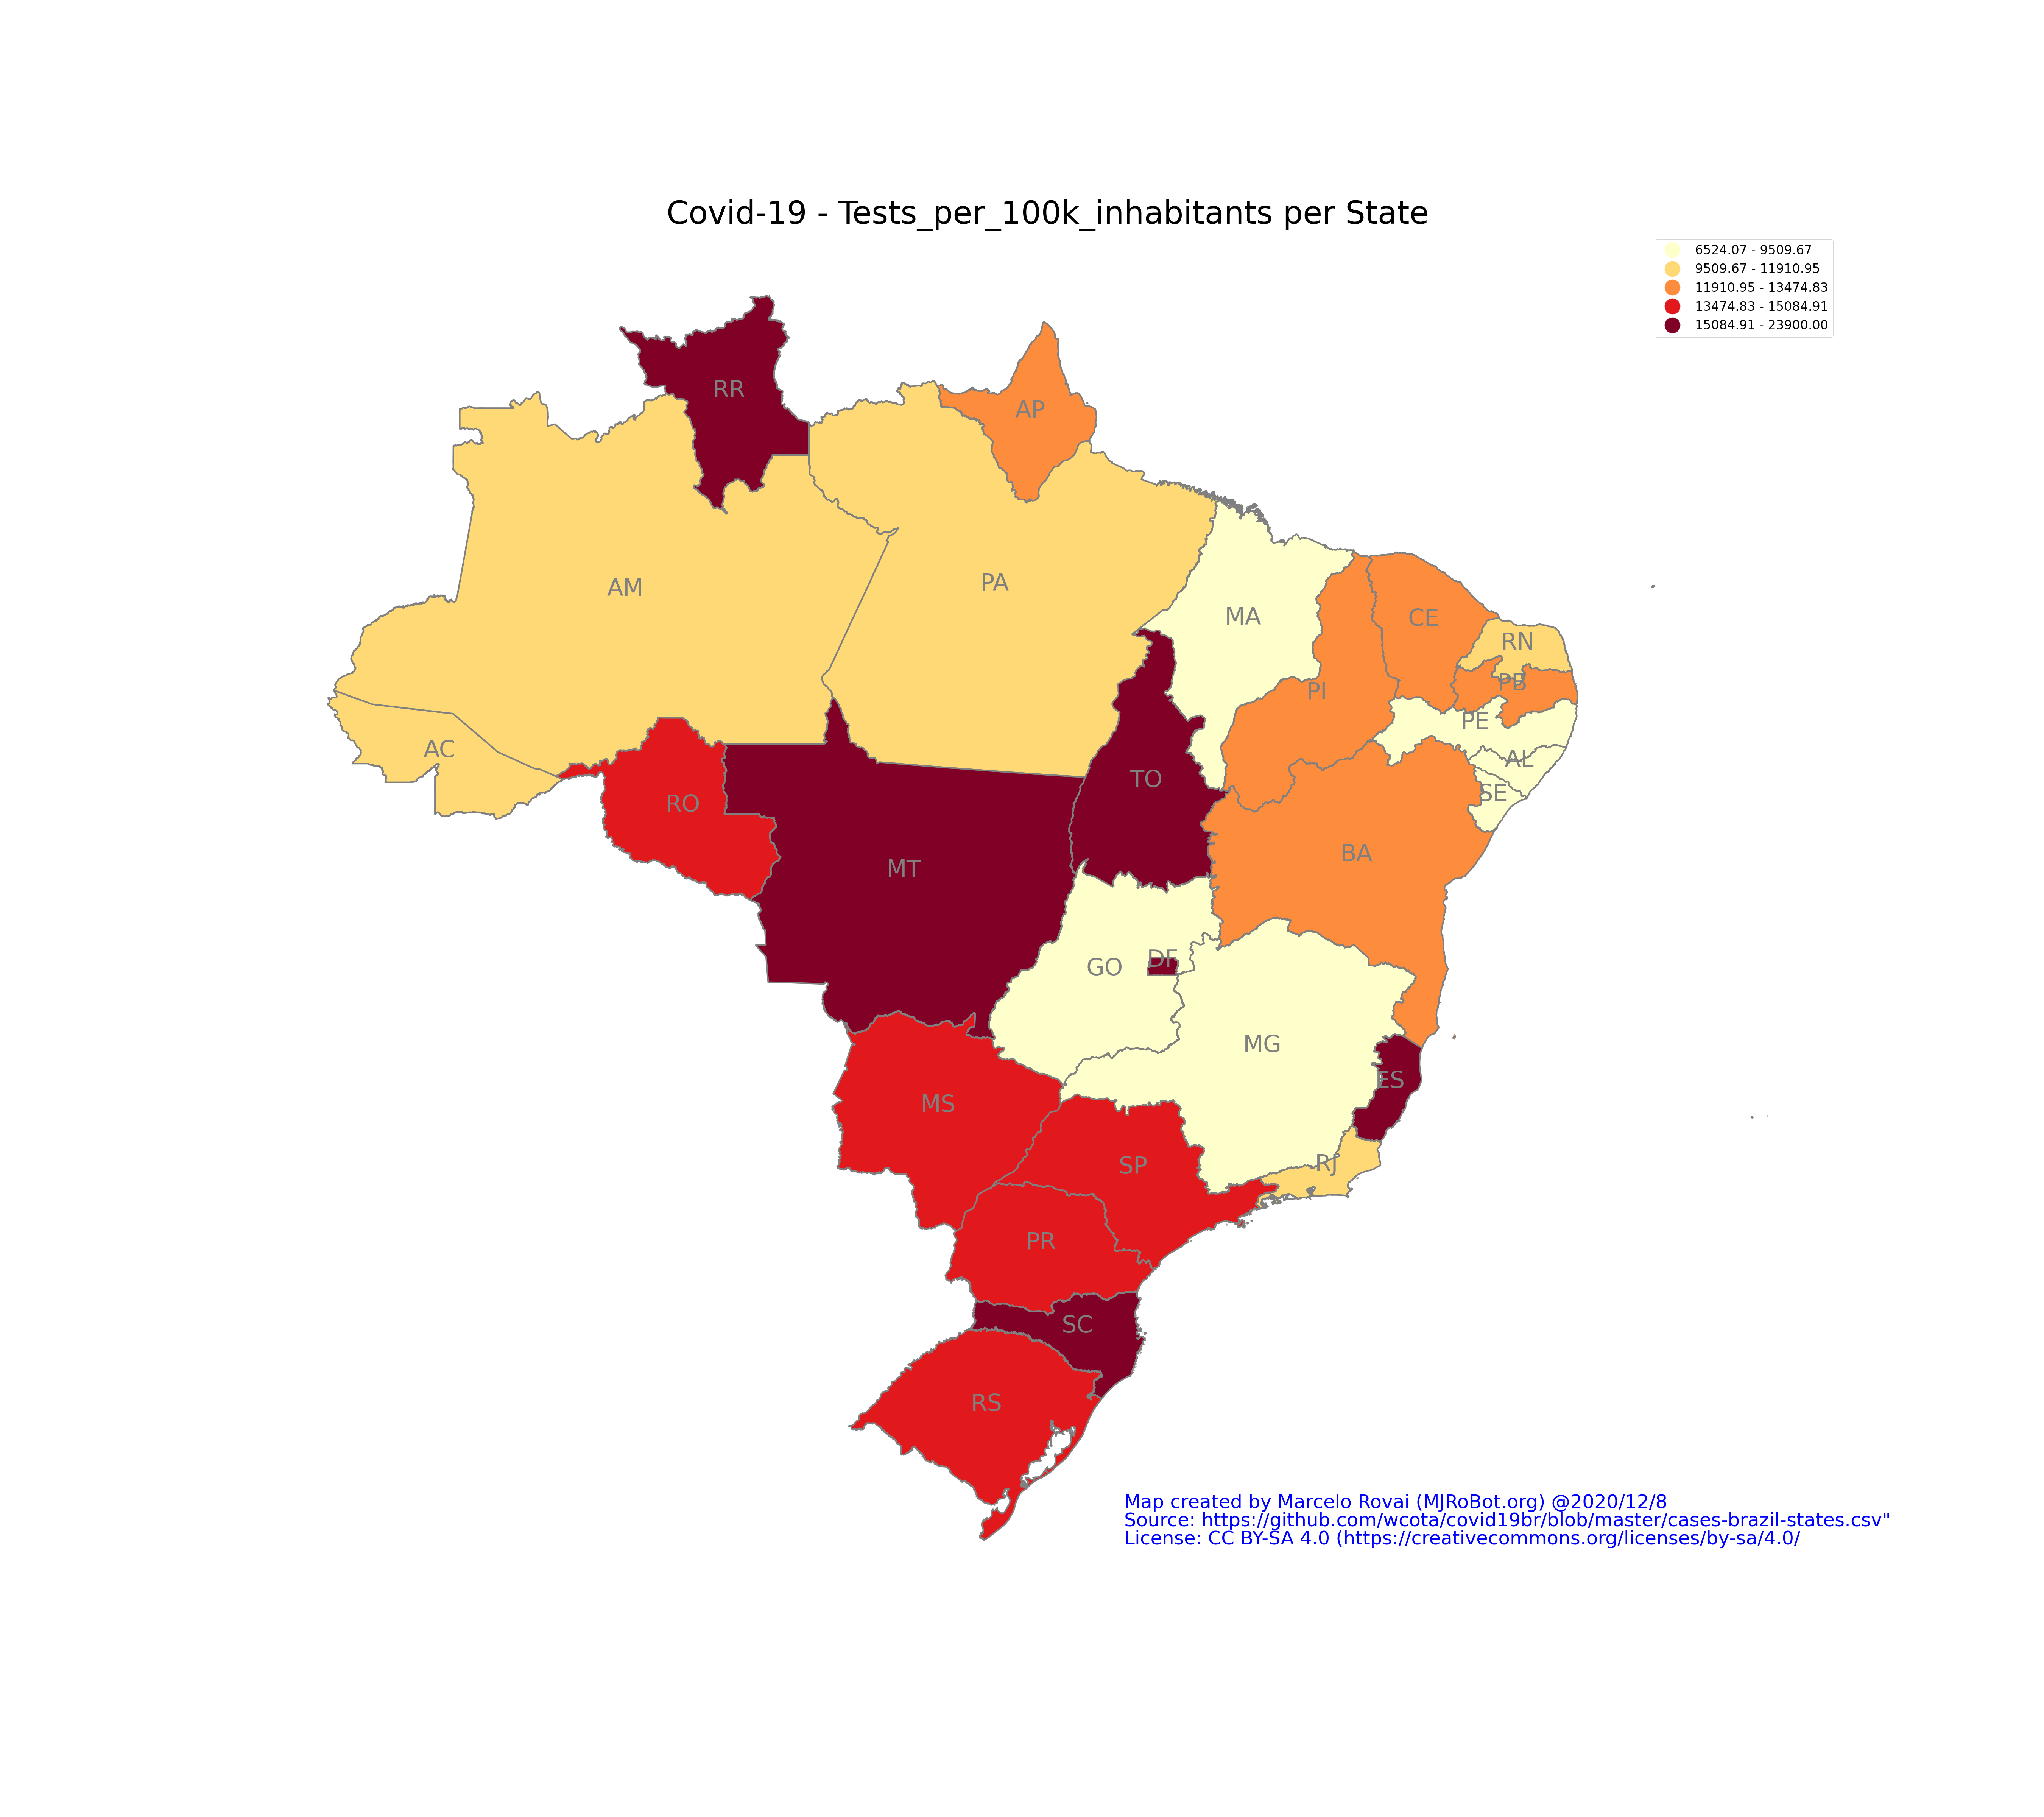 Covid-19 - Tests_per_100k_inhabitants per State
6524.07 - 9509.67
9509.67 - 11910.95
11910.95 - 13474.83
13474.83 - 15084.91
15084.91 - 23900.00
RR
AP
AM
PA
MA
CE
RN
PI
PB
PE
AC
AL
TO
SE
RO
BA
MT
DF
GO
MG
ES
MS
RJ
SP
PR
SC
RS
Map created by Marcelo Rovai (MJRoBot.org) @2020/12/8
Source: https://github.com/wcota/covid19br/blob/master/cases-brazil-states.csv"
License: CC BY-SA 4.0 (https://creativecommons.org/licenses/by-sa/4.0/